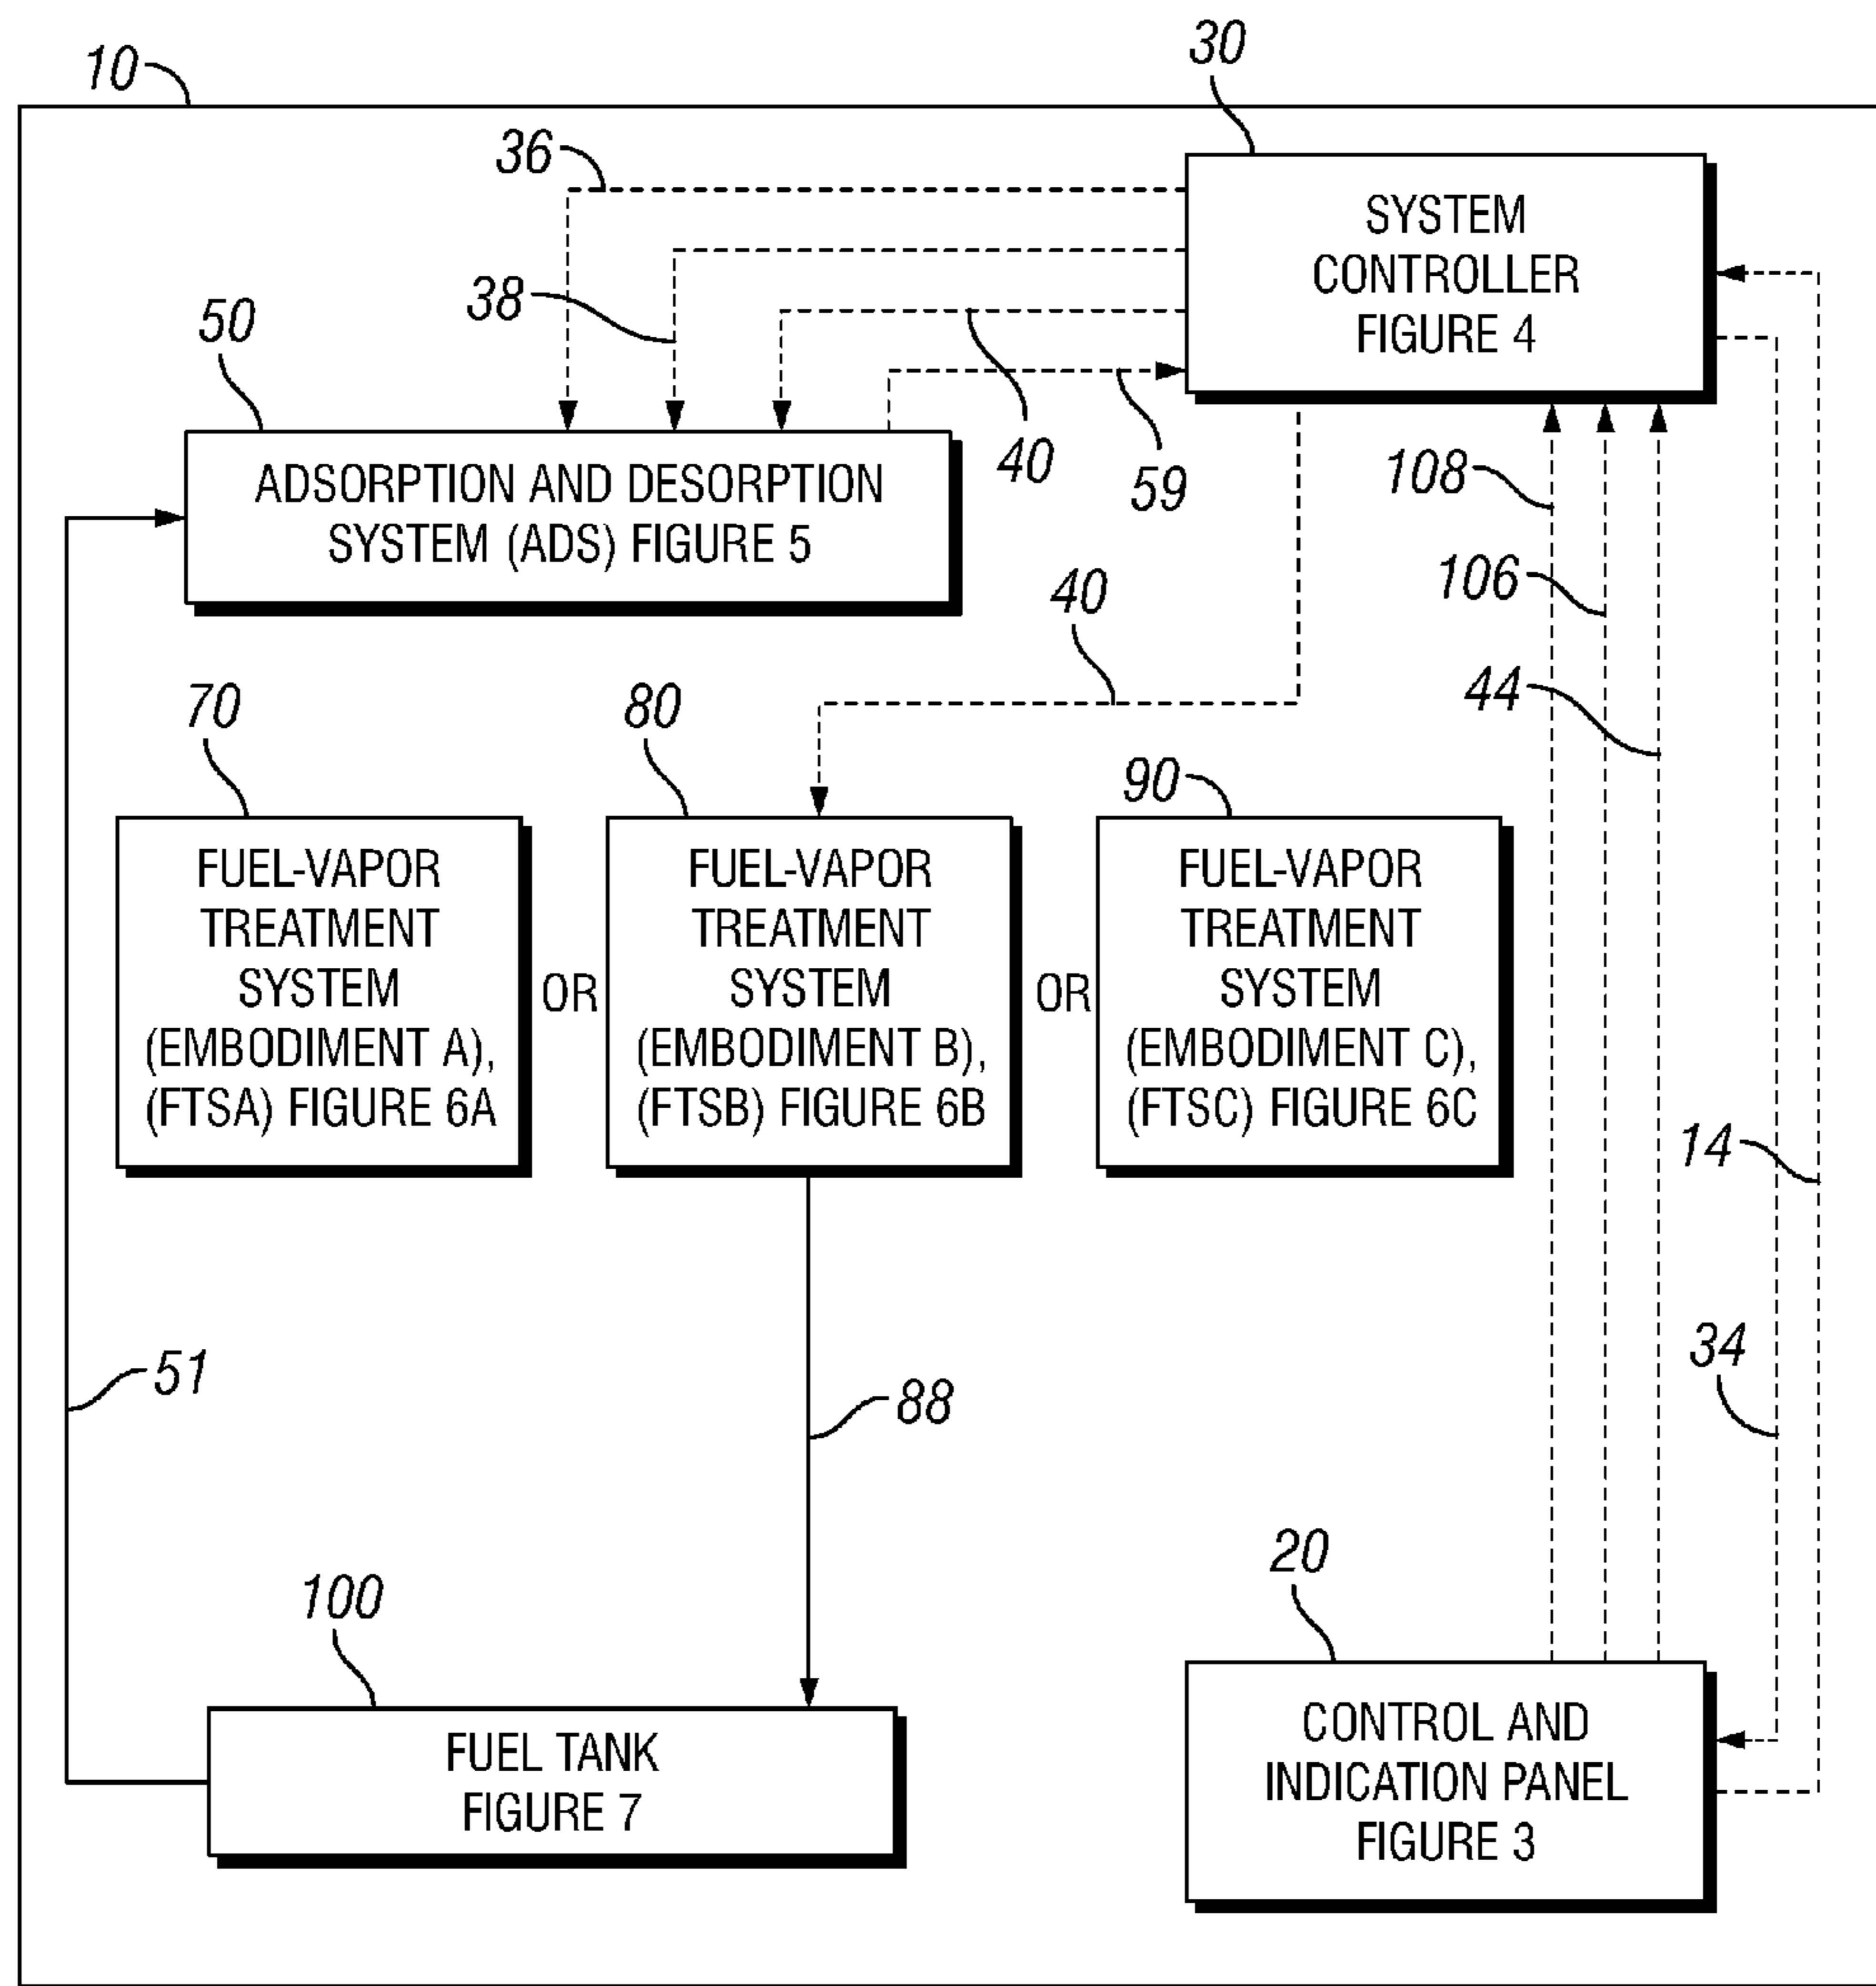 10
30
36
SYSTEM
CONTROLLER
FIGURE 4
38
50
40
59
ADSORPTION AND DESORPTION
SYSTEM (ADS) FIGURE 5
108
106
40
44
70
80
90
FUEL-VAPOR
TREATMENT
SYSTEM
(EMBODIMENT A),
(FTSA) FIGURE 6A
OR
FUEL-VAPOR
TREATMENT
SYSTEM
(EMBODIMENT B),
(FTSB) FIGURE 6B
OR
FUEL-VAPOR
TREATMENT
SYSTEM
(EMBODIMENT C),
(FTSC) FIGURE 6C
14
34
51
88
20
100
FUEL TANK
FIGURE 7
CONTROL AND
INDICATION PANEL
FIGURE 3